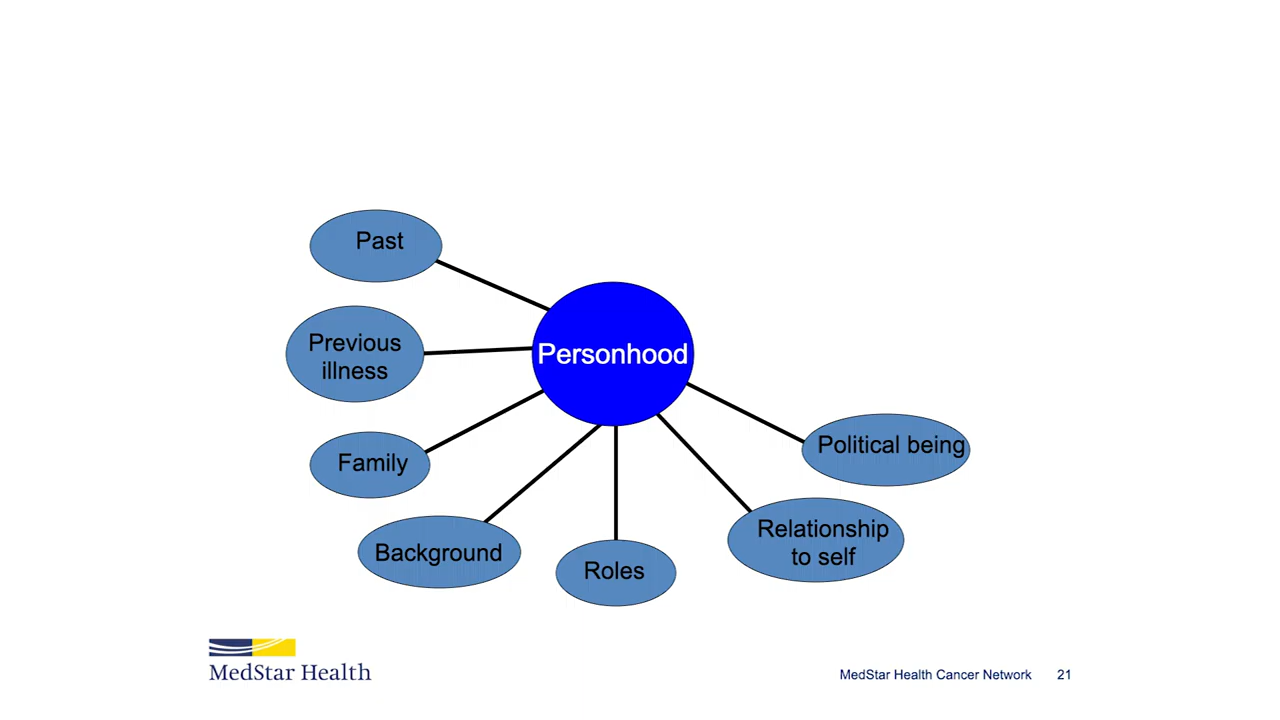 Past
Previous
illness
Personhood
Family
Political being
Background
Roles
Relationship
to self
MedStar Health
MedStar Health Cancer Network 21